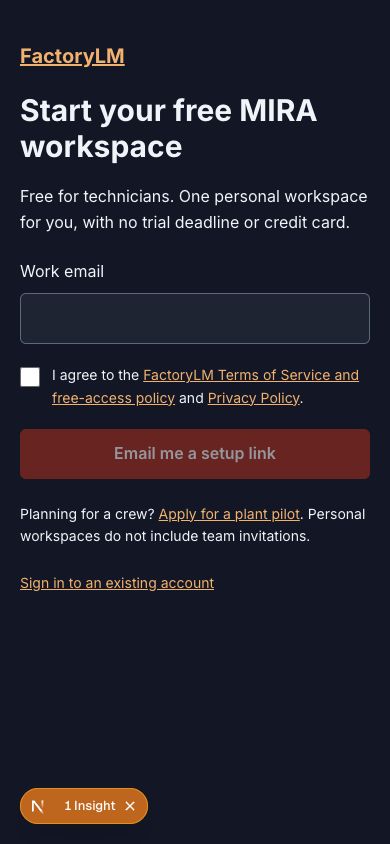 FactoryLM
Start your free MIRA
workspace
Free for technicians. One personal workspace
for you, with no trial deadline or credit card.
Work email
I agree to the FactoryLM Terms of Service and
free-access policy and Privacy Policy.
Email me a setup link
Planning for a crew? Apply for a plant pilot. Personal
workspaces do not include team invitations.
Sign in to an existing account
N 1 Insight ×